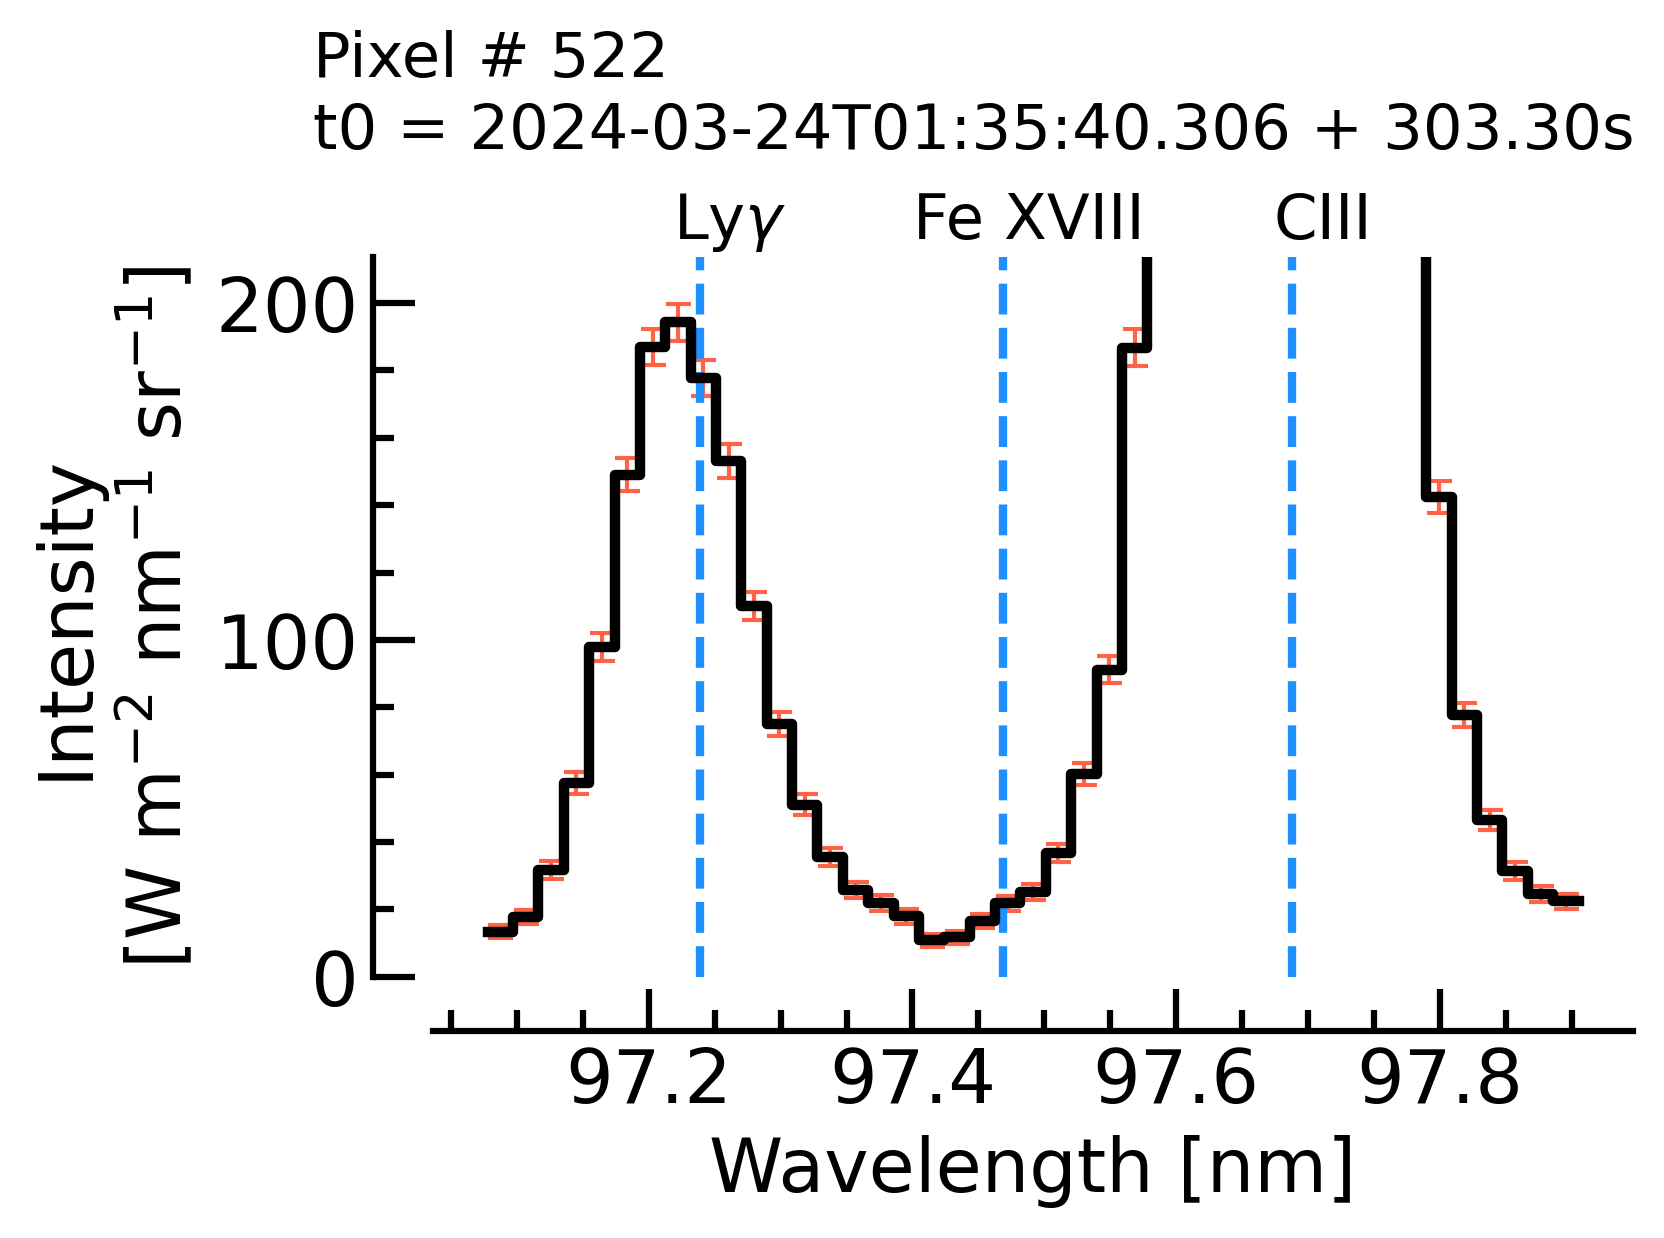 Pixel # 522
t0 = 2024-03-24T01:35:40.306 + 303.30s
Lyγ Fe XVIII CIII
Intensity
[W m⁻² nm⁻¹ sr⁻¹]
200
100
0
97.2 97.4 97.6 97.8
Wavelength [nm]